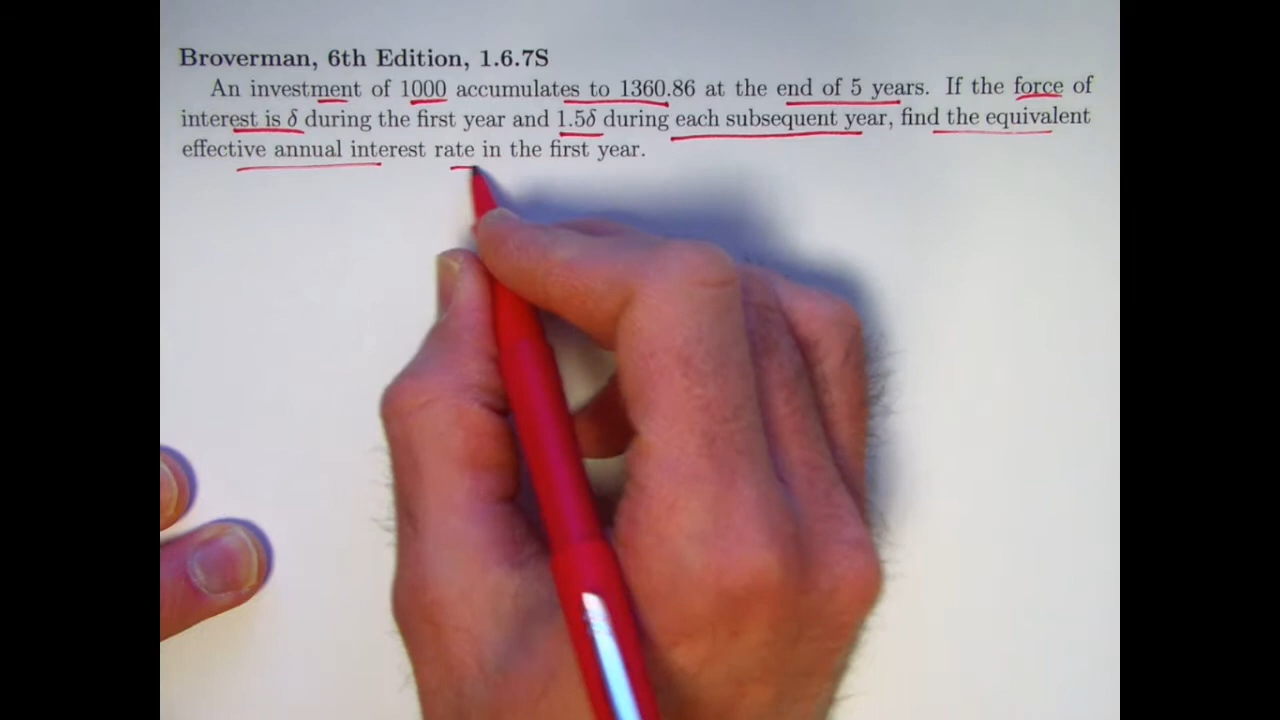 Broverman, 6th Edition, 1.6.7S
An investment of 1000 accumulates to 1360.86 at the end of 5 years. If the force of
interest is δ during the first year and 1.5δ during each subsequent year, find the equivalent
effective annual interest rate in the first year.